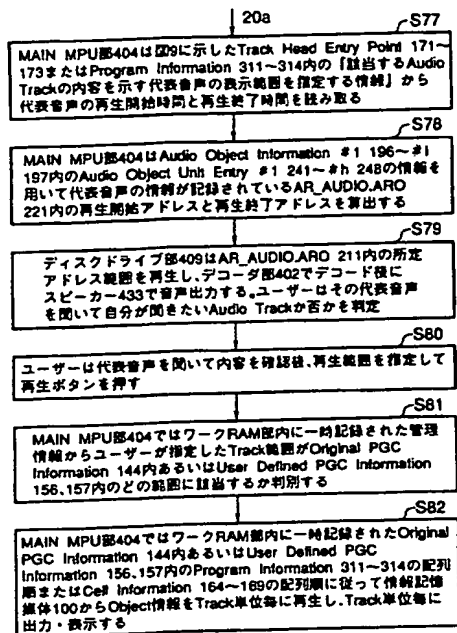 20a
S77
MAIN MPU部404は図9に示したTrack Head Entry Point 171~
173またはProgram Information 311~314内の「該当するAudio
Trackの内容を示す代表音声の表示範囲を指定する情報」から
代表音声の再生開始時間と再生終了時間を読み取る
S78
MAIN MPU部404はAudio Object Information #1 196~#l
197内のAudio Object Unit Entry #1 241~#h 248の情報を
用いて代表音声の情報が記録されているAR_AUDIO.ARO
221内の再生開始アドレスと再生終了アドレスを算出する
S79
ディスクドライブ部409はAR_AUDIO.ARO 211内の所定
アドレス範囲を再生し、デコーダ部402でデコード後に
スピーカー433で音声出力する。ユーザーはその代表音声
を聞いて自分が聞きたいAudio Trackか否かを判定
S80
ユーザーは代表音声を聞いて内容を確認後、再生範囲を指定して
再生ボタンを押す
S81
MAIN MPU部404ではワークRAM部内に一時記録された管理
情報からユーザーが指定したTrack範囲がOriginal PGC
Information 144内あるいはUser Defined PGC Information
156、157内のどの範囲に該当するか判別する
S82
MAIN MPU部404ではワークRAM部内に一時記録されたOriginal
PGC Information 144内あるいはUser Defined PGC
Information 156、157内のProgram Information 311~314の配列
順またはCell Information 164~169の配列順に従って情報記憶
媒体100からObject情報をTrack単位毎に再生し、Track単位毎に
出力・表示する